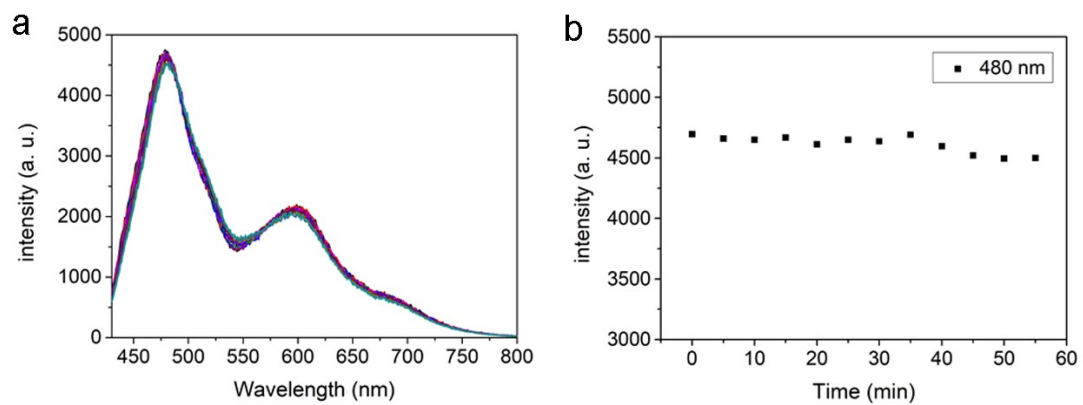 a
5000
4000
3000
2000
1000
0
intensity (a. u.)
450 500 550 600 650 700 750 800
Wavelength (nm)
b
5500
5000
4500
4000
3500
3000
intensity (a. u.)
480 nm
0 10 20 30 40 50 60
Time (min)